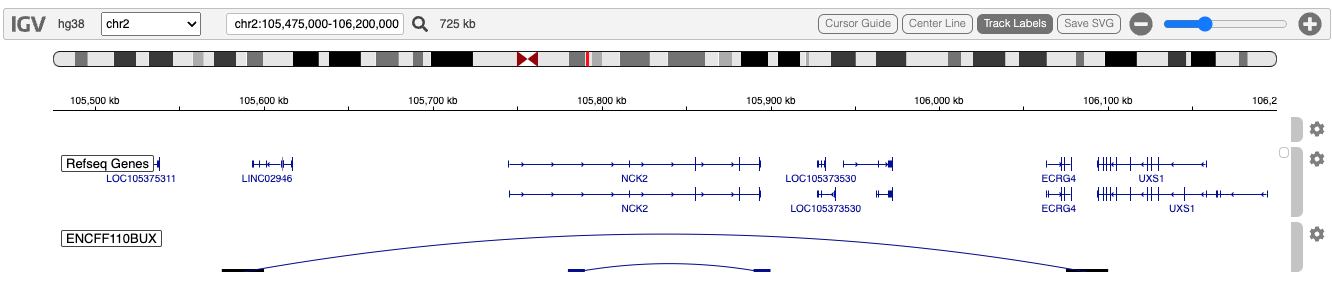 IGV hg38 chr2 chr2:105,475,000-106,200,000 725 kb Cursor Guide Center Line Track Labels Save SVG
105,500 kb 105,600 kb 105,700 kb 105,800 kb 105,900 kb 106,000 kb 106,100 kb 106,2
Refseq Genes
LOC105375311 LINC02946 NCK2 LOC105373530 ECRG4 UXS1
NCK2 LOC105373530 ECRG4 UXS1
ENCFF110BUX